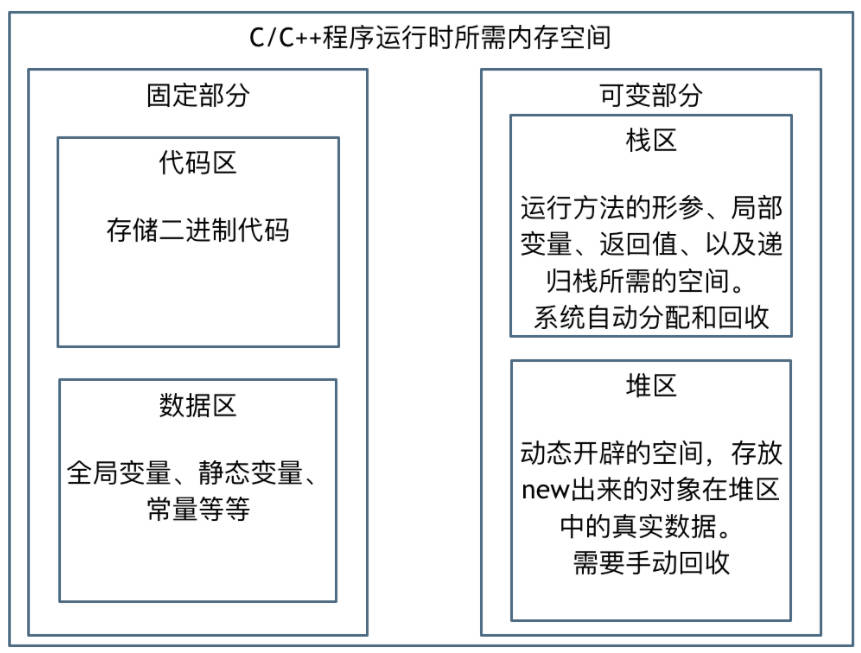 C/C++程序运行时所需内存空间
固定部分
代码区
存储二进制代码
数据区
全局变量、静态变量、
常量等等
可变部分
栈区
运行方法的形参、局部
变量、返回值、以及递
归栈所需的空间。
系统自动分配和回收
堆区
动态开辟的空间，存放
new出来的对象在堆区
中的真实数据。
需要手动回收